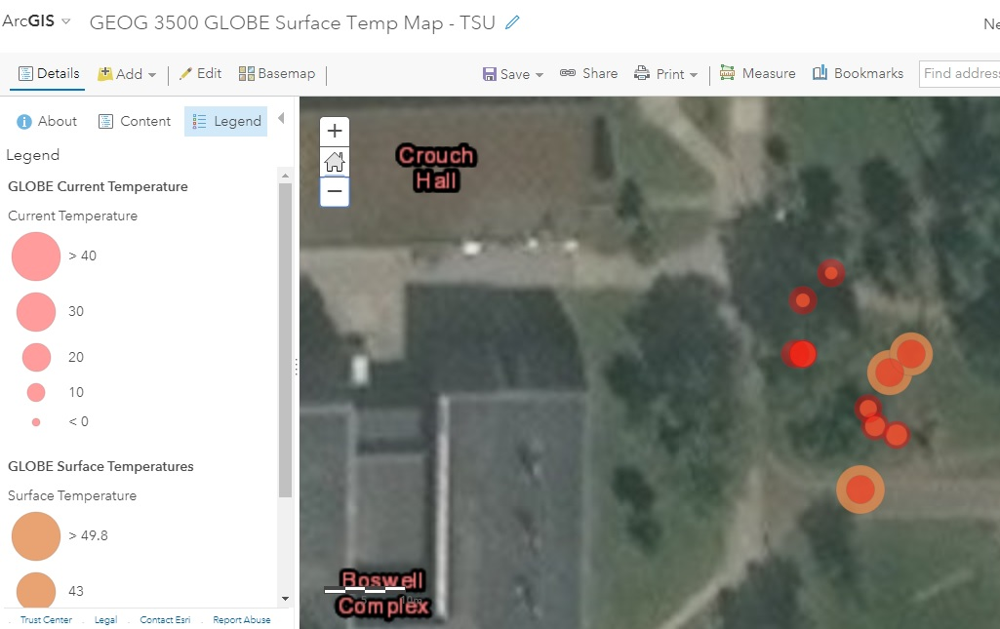 ArcGIS GEOG 3500 GLOBE Surface Temp Map - TSU Ne
Details Add Edit Basemap Save Share Print Measure Bookmarks Find address
About Content Legend
Legend
GLOBE Current Temperature
Current Temperature
> 40
30
20
10
< 0
GLOBE Surface Temperatures
Surface Temperature
> 49.8
43
Trust Center Legal Contact Esri Report Abuse
Crouch
Hall
Boswell
Complex